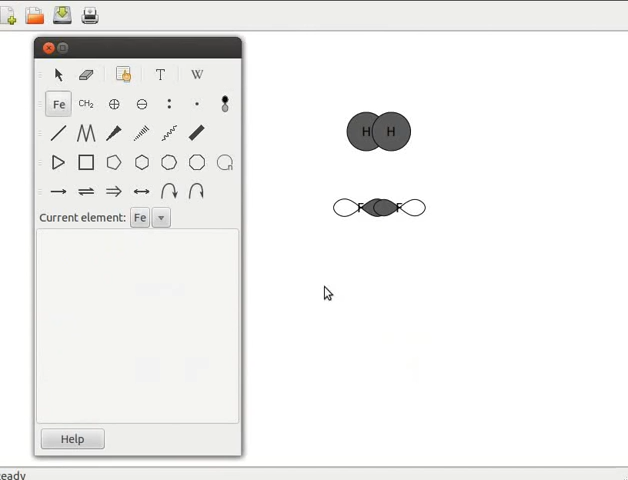 T W
Fe CH₂
H H
F F
Current element: Fe
Help
eady